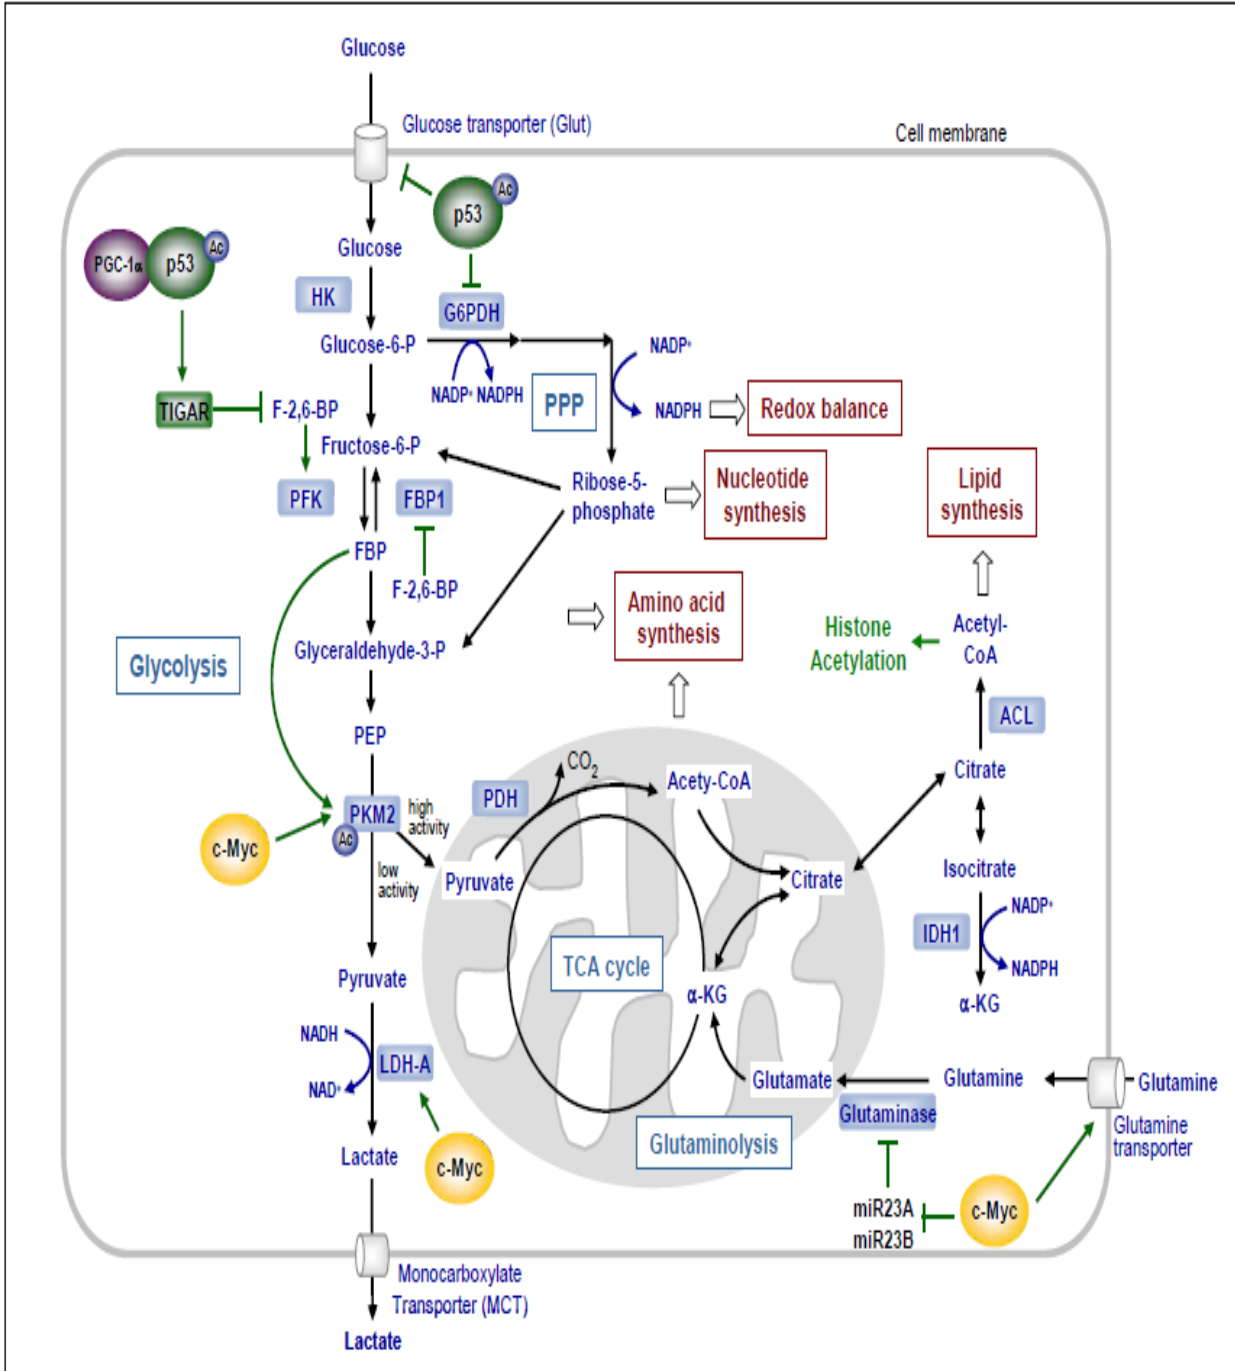 Glucose
Glucose transporter (Glut)
Cell membrane
Ac
p53
PGC-1α
p53
Ac
Glucose
HK
G6PDH
Glucose-6-P
NADP+
NADP+ NADPH
PPP
NADPH
Redox balance
TIGAR
F-2,6-BP
Fructose-6-P
PFK
FBP1
Ribose-5-
phosphate
Nucleotide
synthesis
Lipid
synthesis
FBP
F-2,6-BP
Amino acid
synthesis
Histone
Acetylation
Acetyl-
CoA
Glyceraldehyde-3-P
Glycolysis
ACL
PEP
CO2
Citrate
PDH
Acety-CoA
PKM2
high
activity
Ac
c-Myc
low
activity
Pyruvate
Citrate
Isocitrate
NADP+
IDH1
NADPH
TCA cycle
α-KG
α-KG
Pyruvate
NADH
LDH-A
NAD+
Glutamate
Glutamine
Glutamine
Glutaminase
Glutamine
transporter
Glutaminolysis
Lactate
c-Myc
miR23A
miR23B
c-Myc
Monocarboxylate
Transporter (MCT)
Lactate